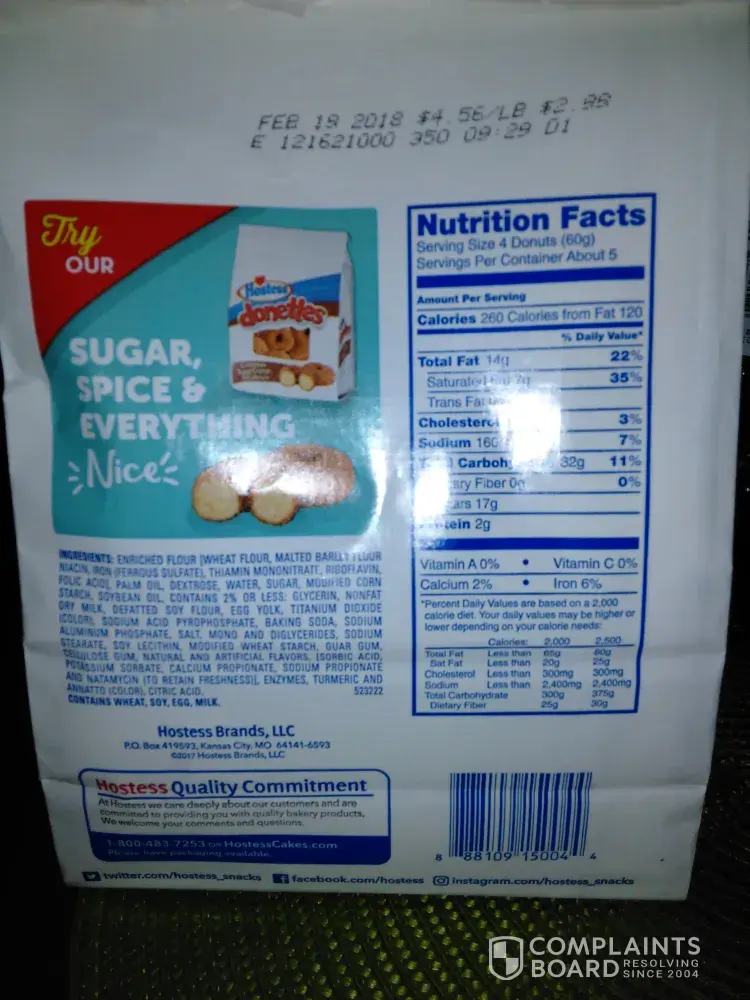 FEB 19 2018 $4.56/LB $2.98
E 121621000 350 09:29 D1
Try
OUR
Hostess
donettes
SUGAR,
SPICE &
EVERYTHING
Nice
INGREDIENTS: ENRICHED FLOUR [WHEAT FLOUR, MALTED BARLEY FLOUR
NIACIN, IRON (FERROUS SULFATE), THIAMIN MONONITRATE, RIBOFLAVIN,
FOLIC ACID], PALM OIL, DEXTROSE, WATER, SUGAR, MODIFIED CORN
STARCH, SOYBEAN OIL, CONTAINS 2% OR LESS: GLYCERIN, NONFAT
DRY MILK, DEFATTED SOY FLOUR, EGG YOLK, TITANIUM DIOXIDE
(COLOR), SODIUM ACID PYROPHOSPHATE, BAKING SODA, SODIUM
ALUMINUM PHOSPHATE, SALT, MONO AND DIGLYCERIDES, SODIUM
STEARATE, SOY LECITHIN, MODIFIED WHEAT STARCH, GUAR GUM,
CELLULOSE GUM, NATURAL AND ARTIFICIAL FLAVORS, [SORBIC ACID,
POTASSIUM SORBATE, CALCIUM PROPIONATE, SODIUM PROPIONATE
AND NATAMYCIN (TO RETAIN FRESHNESS)], ENZYMES, TURMERIC AND
ANNATTO (COLOR), CITRIC ACID. 523222
CONTAINS WHEAT, SOY, EGG, MILK.
Hostess Brands, LLC
P.O. Box 419593, Kansas City, MO 64141-6593
©2017 Hostess Brands, LLC
Hostess Quality Commitment
At Hostess we care deeply about our customers and are
committed to providing you with quality bakery products.
We welcome your comments and questions.
1-800-483-7253 OR HostessCakes.com
Please have packaging available.
twitter.com/hostess_snacks facebook.com/hostess instagram.com/hostess_snacks
Nutrition Facts
Serving Size 4 Donuts (60g)
Servings Per Container About 5
Amount Per Serving
Calories 260 Calories from Fat 120
% Daily Value*
Total Fat 14g 22%
Saturated Fat 7g 35%
Trans Fat
Cholesterol 3%
Sodium 160 7%
32g 11%
Fiber 0g 0%
17g
2g
Vitamin A 0% • Vitamin C 0%
Calcium 2% • Iron 6%
*Percent Daily Values are based on a 2,000
calorie diet. Your daily values may be higher or
lower depending on your calorie needs:
Calories: 2,000 2,500
Total Fat Less than 65g 80g
Sat Fat Less than 20g 25g
Cholesterol Less than 300mg 300mg
Sodium Less than 2,400mg 2,400mg
Total Carbohydrate 300g 375g
Dietary Fiber 25g 30g
8 88109 15004 4
COMPLAINTS
BOARD RESOLVING
SINCE 2004